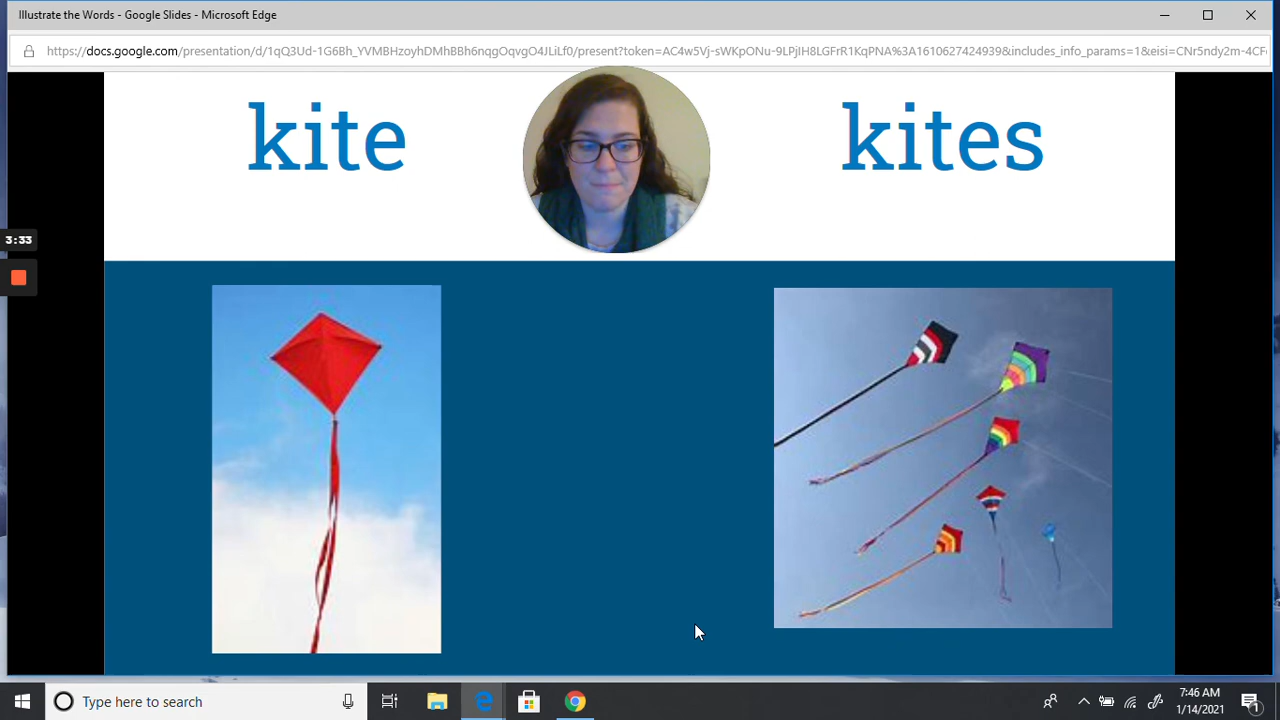 Illustrate the Words - Google Slides - Microsoft Edge
https://docs.google.com/presentation/d/1qQ3Ud-1G6Bh_YVMBHzoyhDMhBBh6nqgOqvgO4JLiLf0/present?token=AC4w5Vj-sWKpONu-9LPjIH8LGFrR1KqPNA%3A1610627424939&includes_info_params=1&eisi=CNr5ndy2m-4CF
kite kites
3:33
Type here to search
7:46 AM
1/14/2021
1